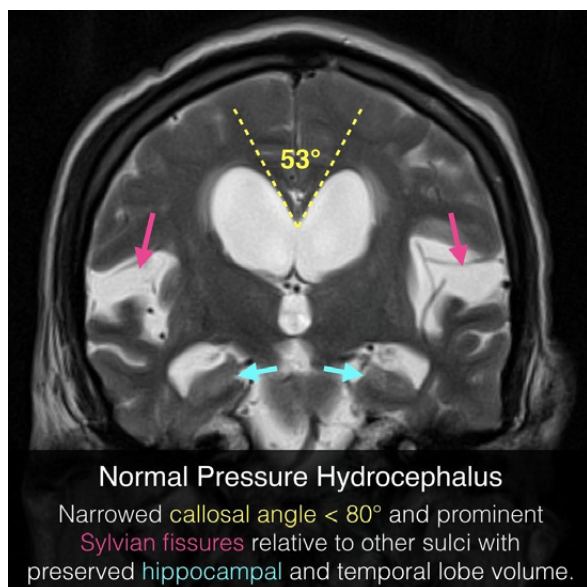 53°
Normal Pressure Hydrocephalus
Narrowed callosal angle < 80° and prominent
Sylvian fissures relative to other sulci with
preserved hippocampal and temporal lobe volume.